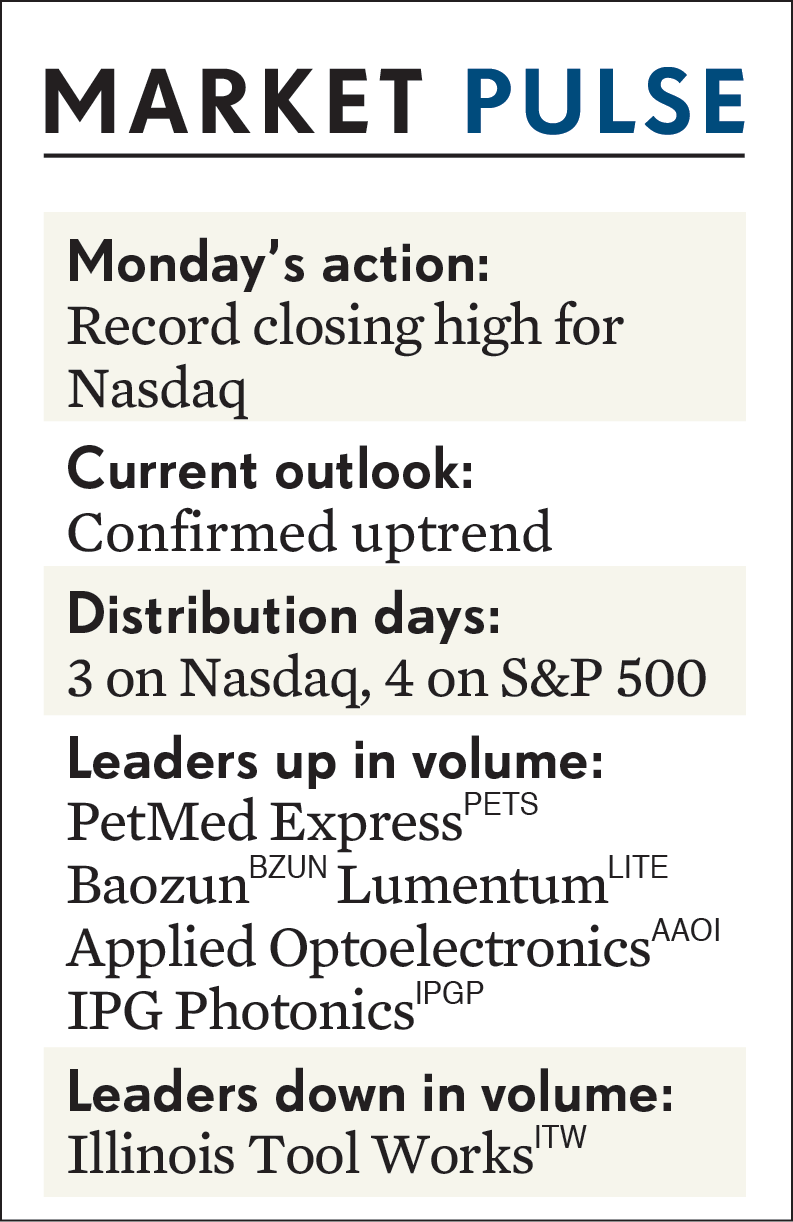 MARKET PULSE
Monday’s action:
Record closing high for
Nasdaq
Current outlook:
Confirmed uptrend
Distribution days:
3 on Nasdaq, 4 on S&P 500
Leaders up in volume:
PetMed Express PETS
Baozun BZUN Lumentum LITE
Applied Optoelectronics AAOI
IPG Photonics IPGP
Leaders down in volume:
Illinois Tool Works ITW